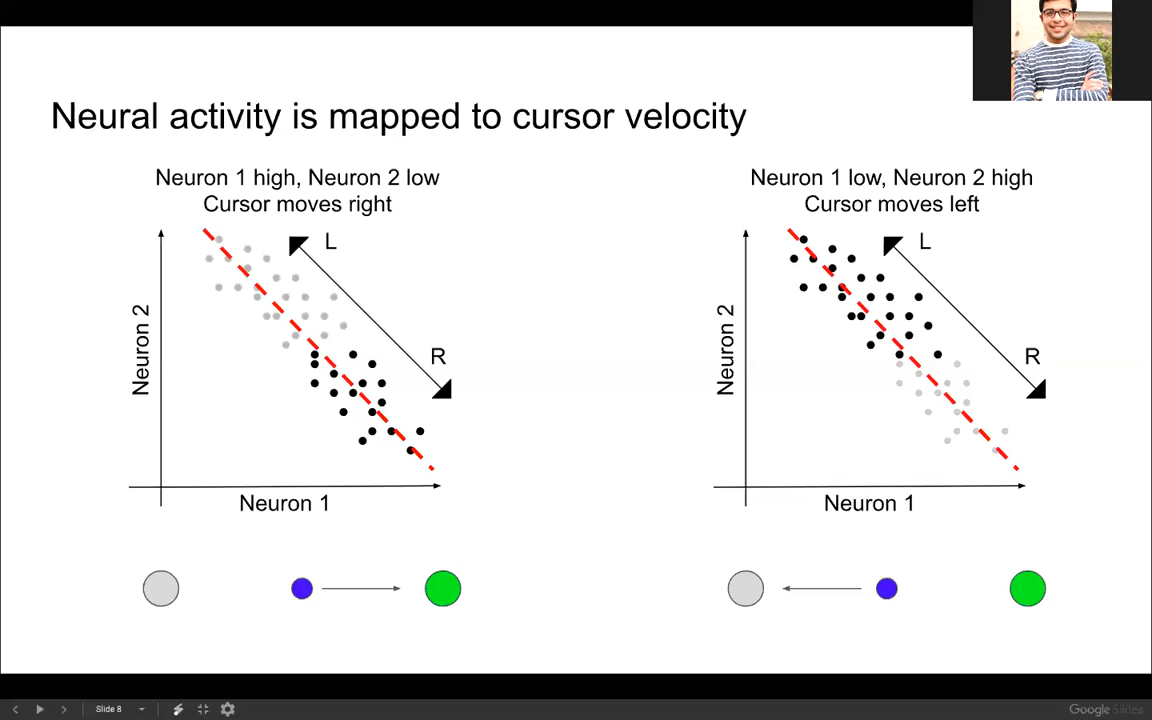 Neural activity is mapped to cursor velocity
Neuron 1 high, Neuron 2 low
Cursor moves right
L
R
Neuron 2
Neuron 1
Neuron 1 low, Neuron 2 high
Cursor moves left
L
R
Neuron 2
Neuron 1
Slide 8
Google Slides